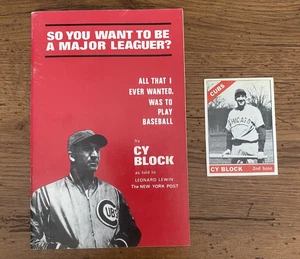 SO YOU WANT TO BE
A MAJOR LEAGUER?
ALL THAT I
EVER WANTED,
WAS TO
PLAY
BASEBALL
by
CY
BLOCK
as told to
LEONARD LEWIN
The NEW YORK POST
CUBS
CUBS
CHICAGO
CY BLOCK 2nd base